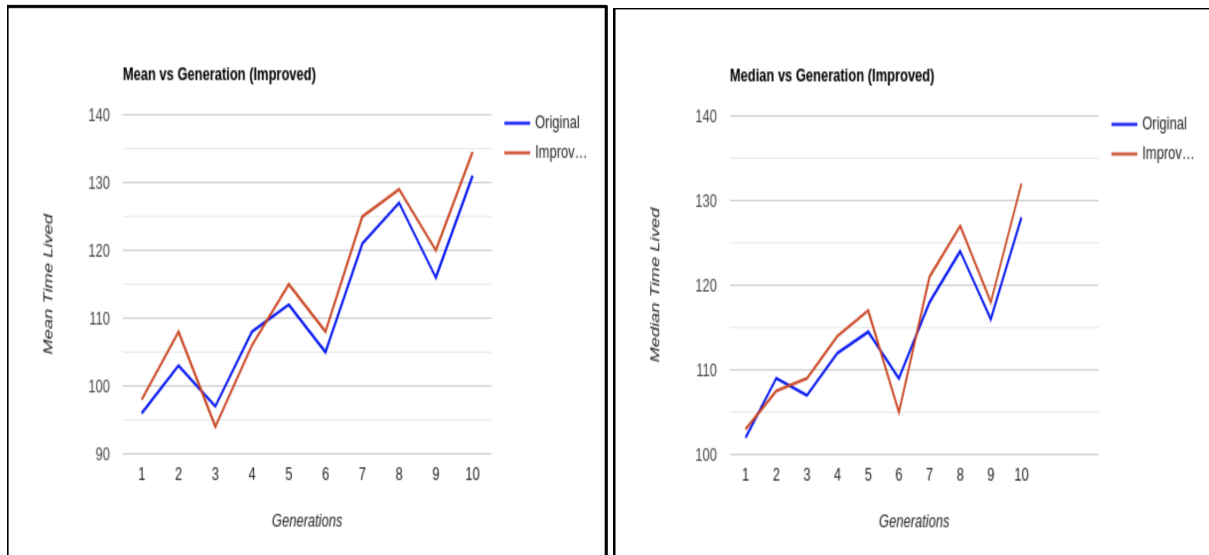 Mean vs Generation (Improved)
140
130
120
110
100
90
Mean Time Lived
1 2 3 4 5 6 7 8 9 10
Generations
Original
Improv...
Median vs Generation (Improved)
140
130
120
110
100
Median Time Lived
1 2 3 4 5 6 7 8 9 10
Generations
Original
Improv...